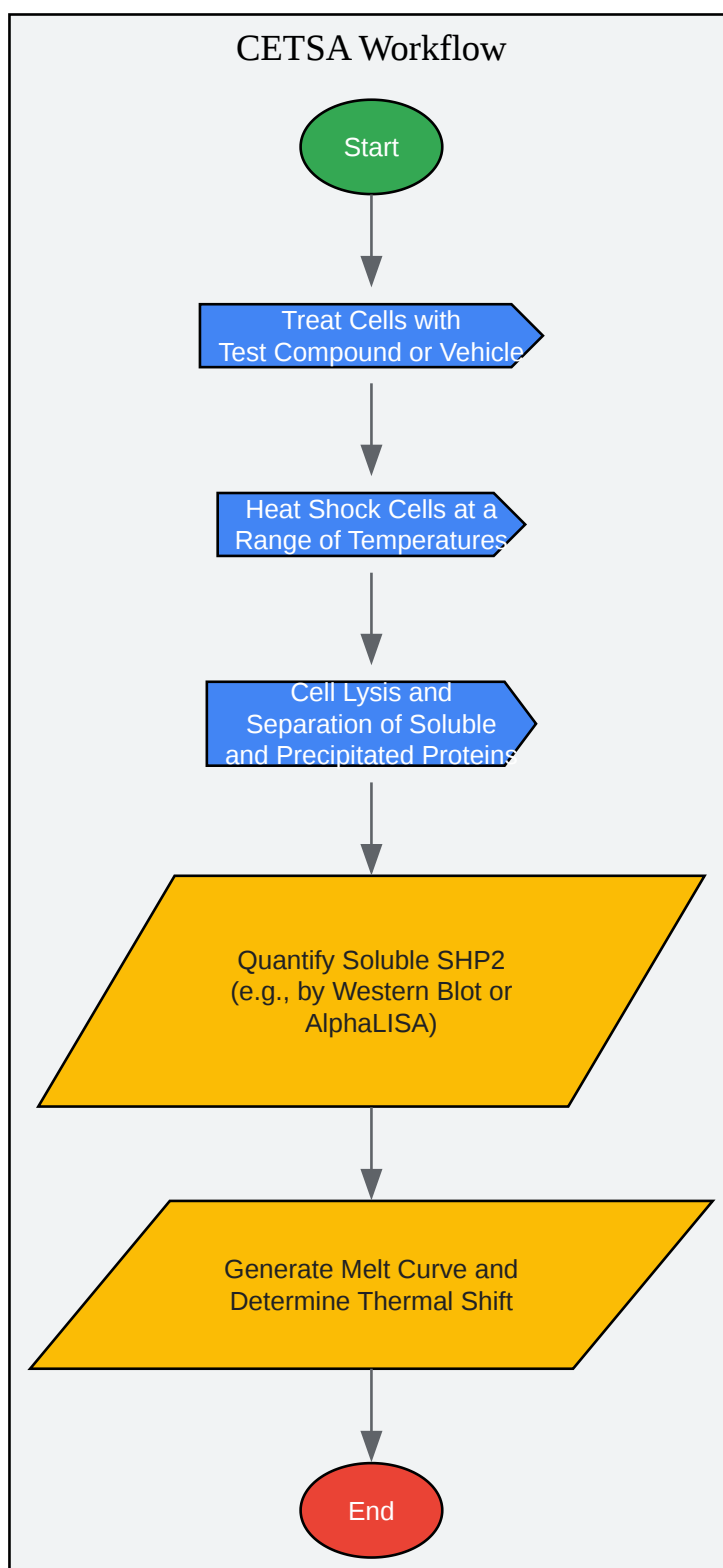 CETSA Workflow
Start
Treat Cells with
Test Compound or Vehicle
Heat Shock Cells at a
Range of Temperatures
Cell Lysis and
Separation of Soluble
and Precipitated Proteins
Quantify Soluble SHP2
(e.g., by Western Blot or
AlphaLISA)
Generate Melt Curve and
Determine Thermal Shift
End